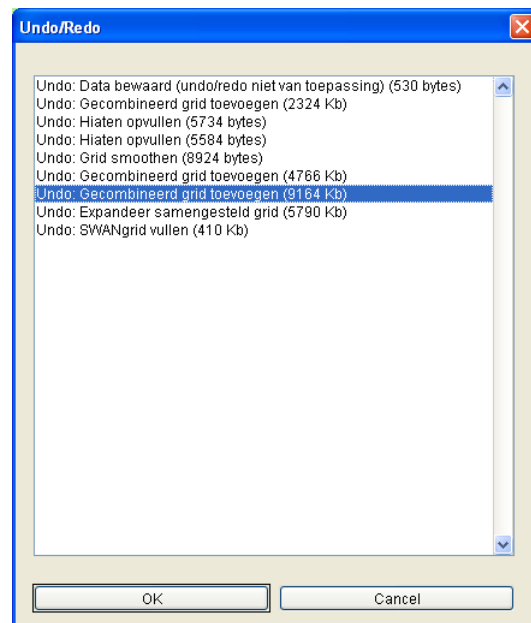 Undo/Redo
Undo: Data bewaard (undo/redo niet van toepassing) (530 bytes)
Undo: Gecombineerd grid toevoegen (2324 Kb)
Undo: Hiaten opvullen (5734 bytes)
Undo: Hiaten opvullen (5584 bytes)
Undo: Grid smoothen (8924 bytes)
Undo: Gecombineerd grid toevoegen (4766 Kb)
Undo: Gecombineerd grid toevoegen (9164 Kb)
Undo: Expandeer samengesteld grid (5790 Kb)
Undo: SWANgrid vullen (410 Kb)
OK
Cancel